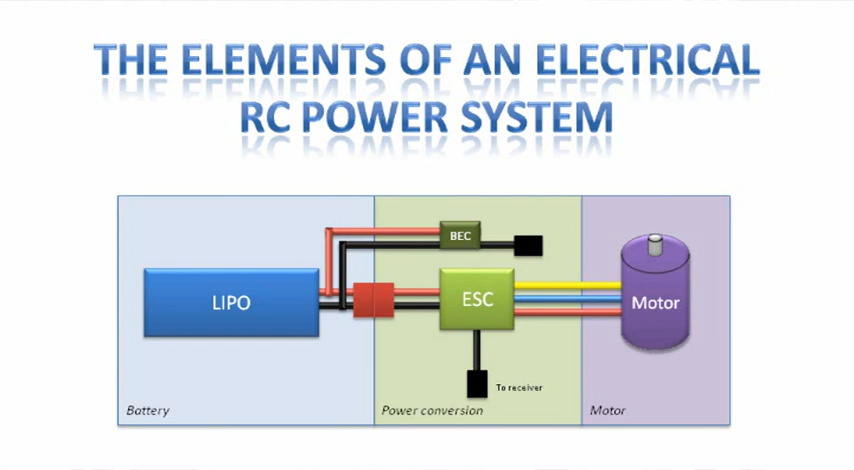 THE ELEMENTS OF AN ELECTRICAL
RC POWER SYSTEM
BEC
LIPO
ESC
Motor
To receiver
Battery
Power conversion
Motor